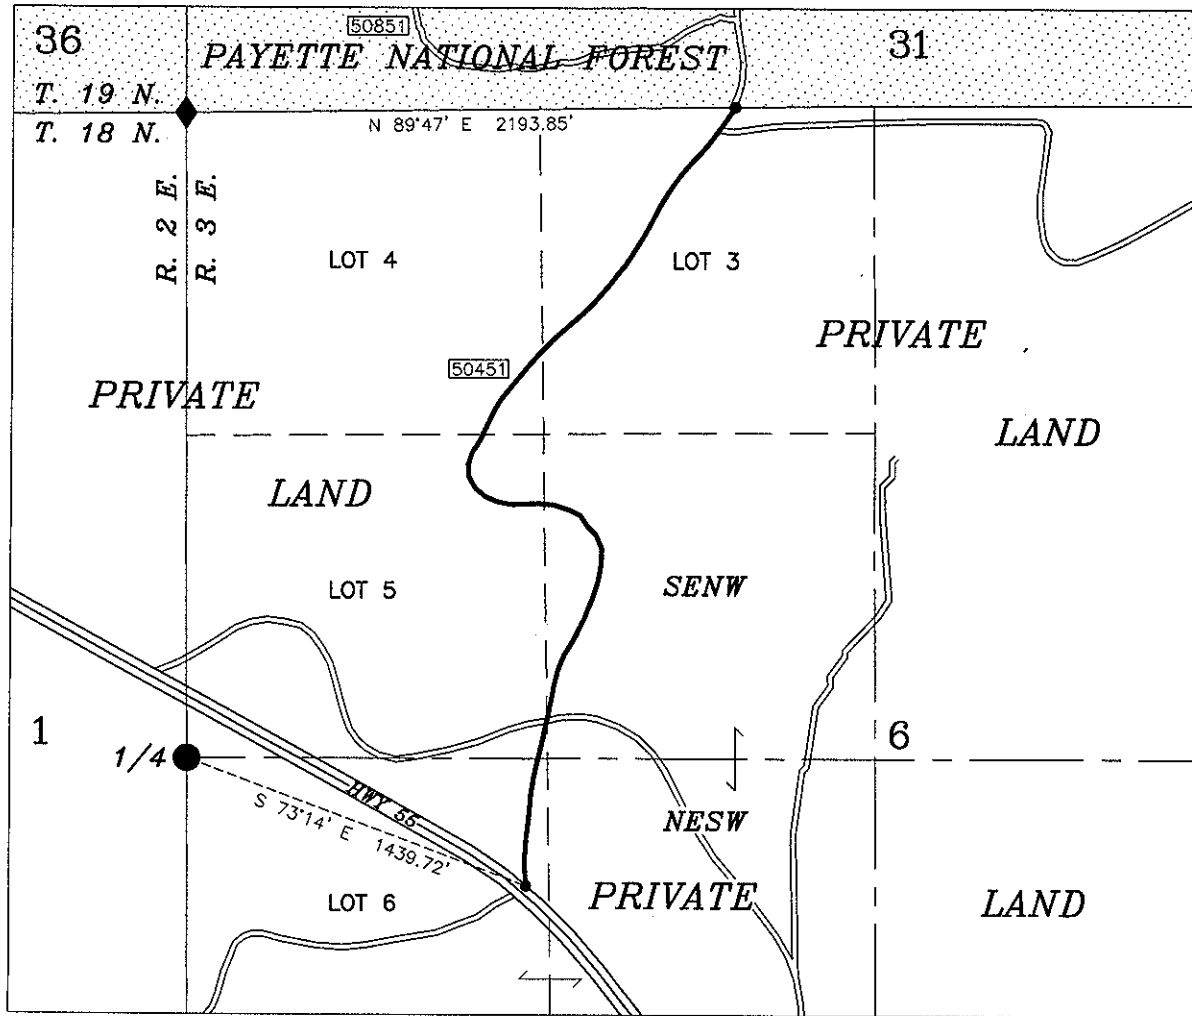 36
50851
PAYETTE NATIONAL FOREST
31
T. 19 N.
T. 18 N.
N 89°47' E 2193.85'
R. 2 E.
R. 3 E.
LOT 4
LOT 3
PRIVATE
50451
PRIVATE
LAND
LAND
LOT 5
SENW
1
1/4
6
HWY 55
S 73°14' E 1439.72'
NESW
LOT 6
PRIVATE
LAND